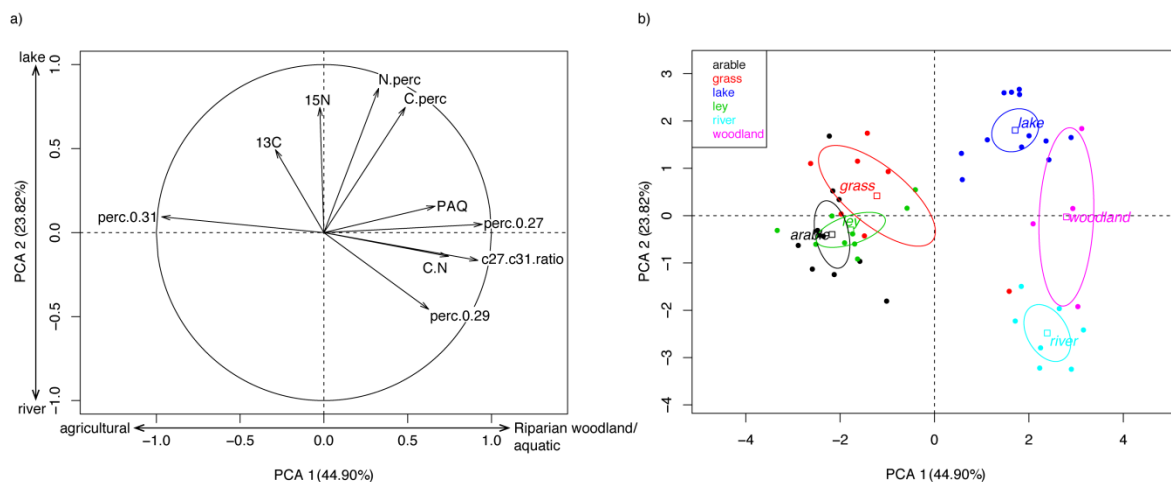 a)
lake
1.0
0.5
0.0
−0.5
−1.0
river
PCA 2 (23.82%)
N.perc
15N
C.perc
13C
perc.0.31
PAQ
perc.0.27
C.N
c27.c31.ratio
perc.0.29
agricultural
−1.0
−0.5
0.0
0.5
1.0
Riparian woodland/
aquatic
PCA 1 (44.90%)
b)
arable
grass
lake
ley
river
woodland
3
2
1
0
−1
−2
−3
−4
PCA 2 (23.82%)
lake
grass
woodland
ley
arable
river
−4
−2
0
2
4
PCA 1 (44.90%)